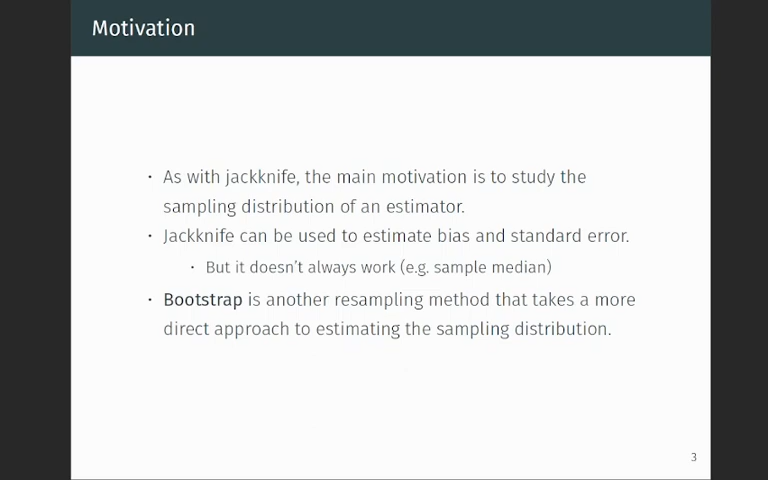 Motivation
· As with jackknife, the main motivation is to study the
sampling distribution of an estimator.
· Jackknife can be used to estimate bias and standard error.
· But it doesn't always work (e.g. sample median)
· Bootstrap is another resampling method that takes a more
direct approach to estimating the sampling distribution.
3